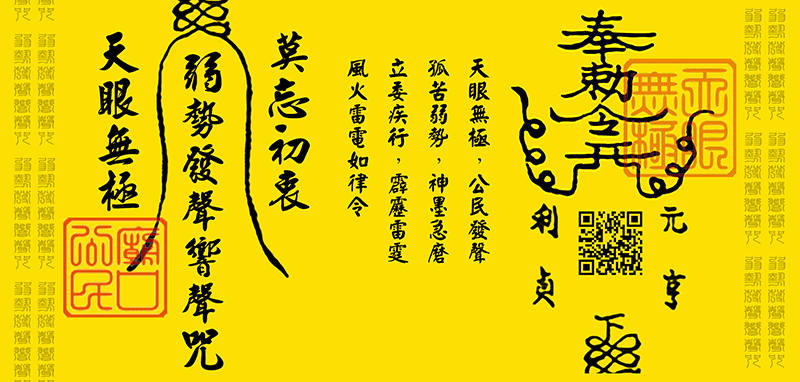 奉勅令
天眼無極
元亨
利貞
天眼無極，公民發聲
孤苦弱勢，神墨急磨
立委疾行，霹靂雷霆
風火雷電如律令
莫忘·初衷
弱勢發聲響聲咒
天眼無極
公民